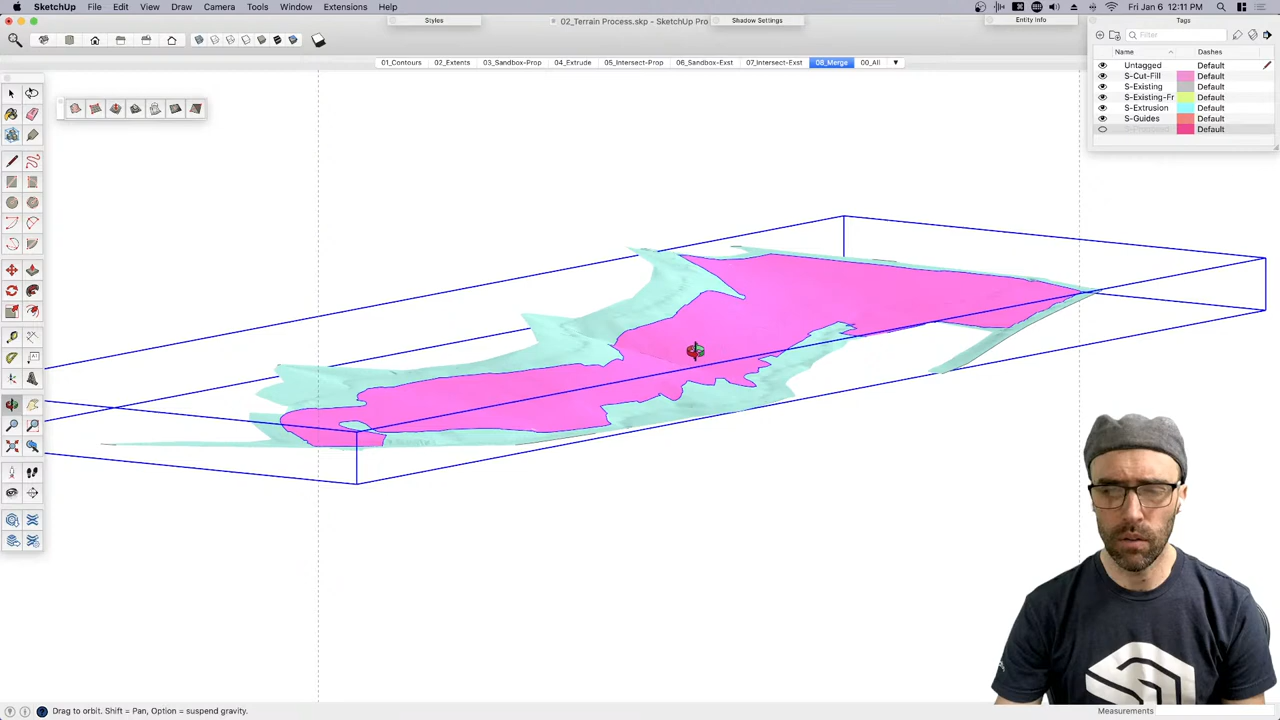 SketchUp File Edit View Draw Camera Tools Window Extensions Help
Fri Jan 6 12:11 PM
Styles
02_Terrain Process.skp - SketchUp Pro
Shadow Settings
Entity Info
Tags
Filter
Name Dashes
Untagged Default
S-Cut-Fill Default
S-Existing Default
S-Existing-Fr Default
S-Extrusion Default
S-Guides Default
Default
01_Contours 02_Extents 03_Sandbox-Prop 04_Extrude 05_Intersect-Prop 06_Sandbox-Exst 07_Intersect-Exst 08_Merge 00_All
Drag to orbit. Shift = Pan, Option = suspend gravity.
Measurements